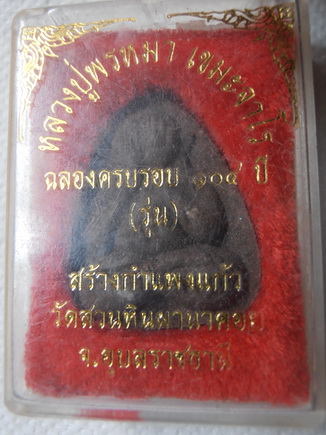 หลวงปู่พรหมา เขมะจาโร
ฉลองครบรอบ ๑๐๔ ปี
(รุ่น)
สร้างกำแพงแก้ว
วัดสวนหินผานางคอย
จ.อุบลราชธานี